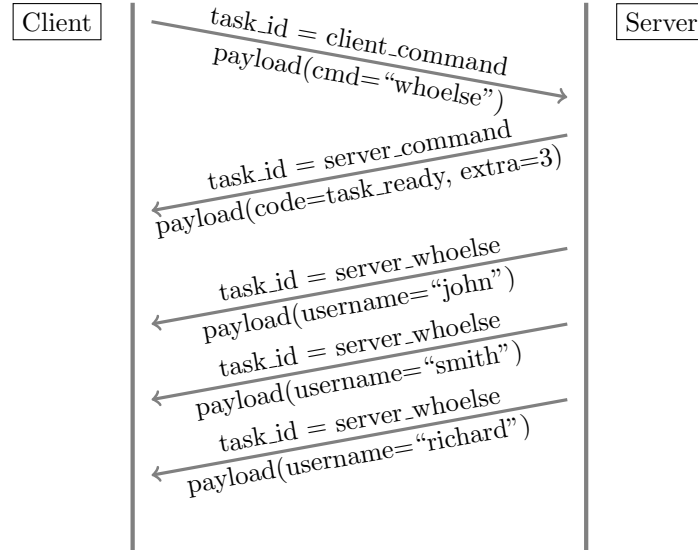 Client
Server
task_id = client_command
payload(cmd=“whoelse”)
task_id = server_command
payload(code=task_ready, extra=3)
task_id = server_whoelse
payload(username=“john”)
task_id = server_whoelse
payload(username=“smith”)
task_id = server_whoelse
payload(username=“richard”)